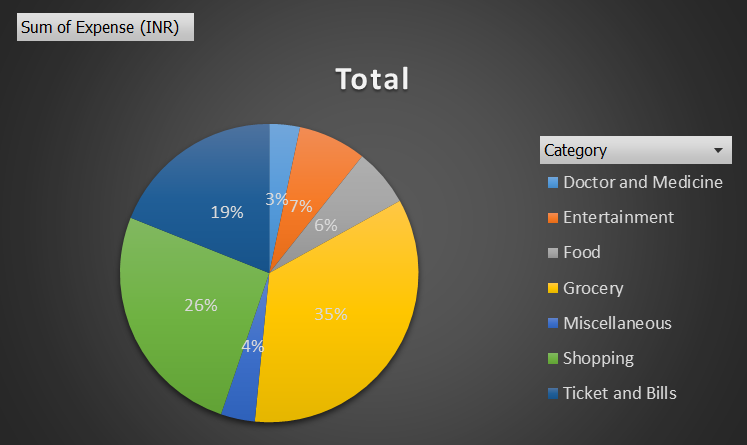 Sum of Expense (INR)
Total
Category
Doctor and Medicine
Entertainment
Food
Grocery
Miscellaneous
Shopping
Ticket and Bills
3%
7%
6%
35%
4%
26%
19%